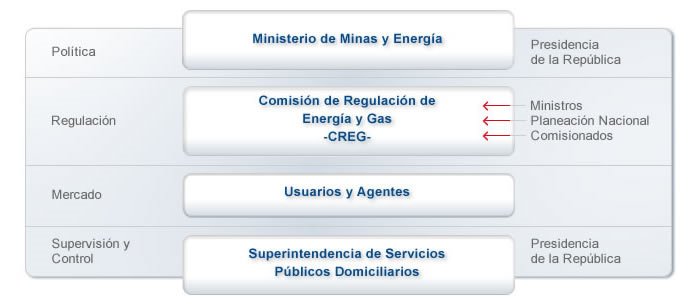 Política
Ministerio de Minas y Energía
Presidencia
de la República
Regulación
Comisión de Regulación de
Energía y Gas
-CREG-
Ministros
Planeación Nacional
Comisionados
Mercado
Usuarios y Agentes
Supervisión y
Control
Superintendencia de Servicios
Públicos Domiciliarios
Presidencia
de la República